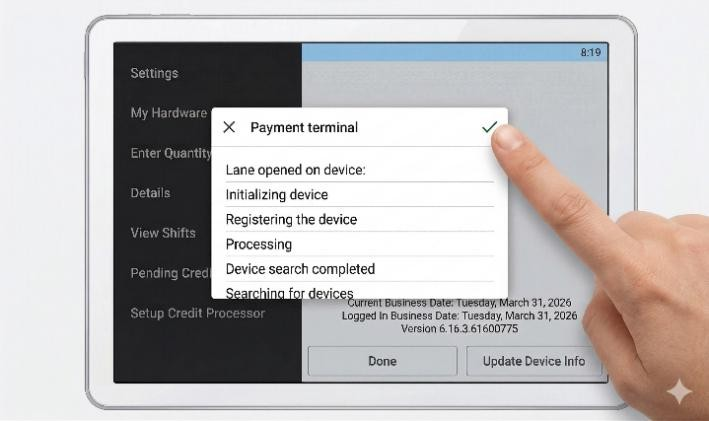 8:19
Settings
My Hardware
Enter Quantity
Details
View Shifts
Pending
Setup Credit Processor
Payment terminal
Lane opened on device:
Initializing device
Registering the device
Processing
Device search completed
Searching for devices
Current Business Date: Tuesday, March 31, 2026
Logged In Business Date: Tuesday, March 31, 2026
Version 6.16.3.61600775
Done
Update Device Info